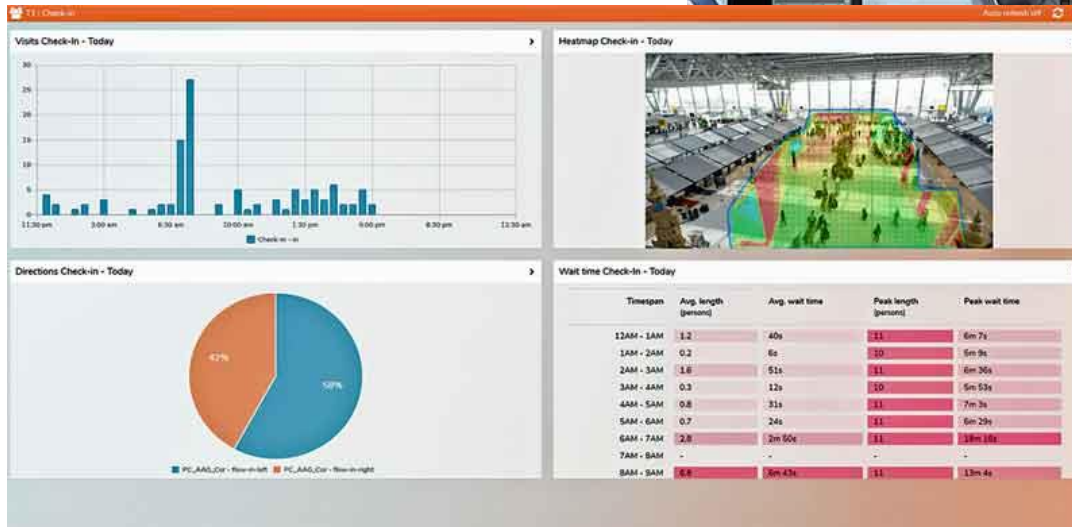 T1 | Check-in
Auto refresh off
Visits Check-In - Today
30
5
0
11:30 pm 3:00 am 6:30 am 10:00 am 1:30 pm 5:00 pm 8:30 pm 12:30 am
Check-in - in
Heatmap Check-in - Today
Directions Check-in - Today
42%
58%
PC_AAG_Cor - flow-in-left PC_AAG_Cor - flow-in-right
Wait time Check-In - Today
Timespan Avg. length (persons) Avg. wait time Peak length (persons) Peak wait time
12AM - 1AM 1.2 40s 11 6m 7s
1AM - 2AM 0.2 6s 10 5m 9s
2AM - 3AM 1.6 51s 11 6m 36s
3AM - 4AM 0.3 12s 10 5m 53s
4AM - 5AM 0.8 31s 11 7m 3s
5AM - 6AM 0.7 24s 11 6m 29s
6AM - 7AM 2.8 2m 50s 11 18m 16s
7AM - 8AM - - - -
8AM - 9AM 6.8 6m 43s 11 13m 4s